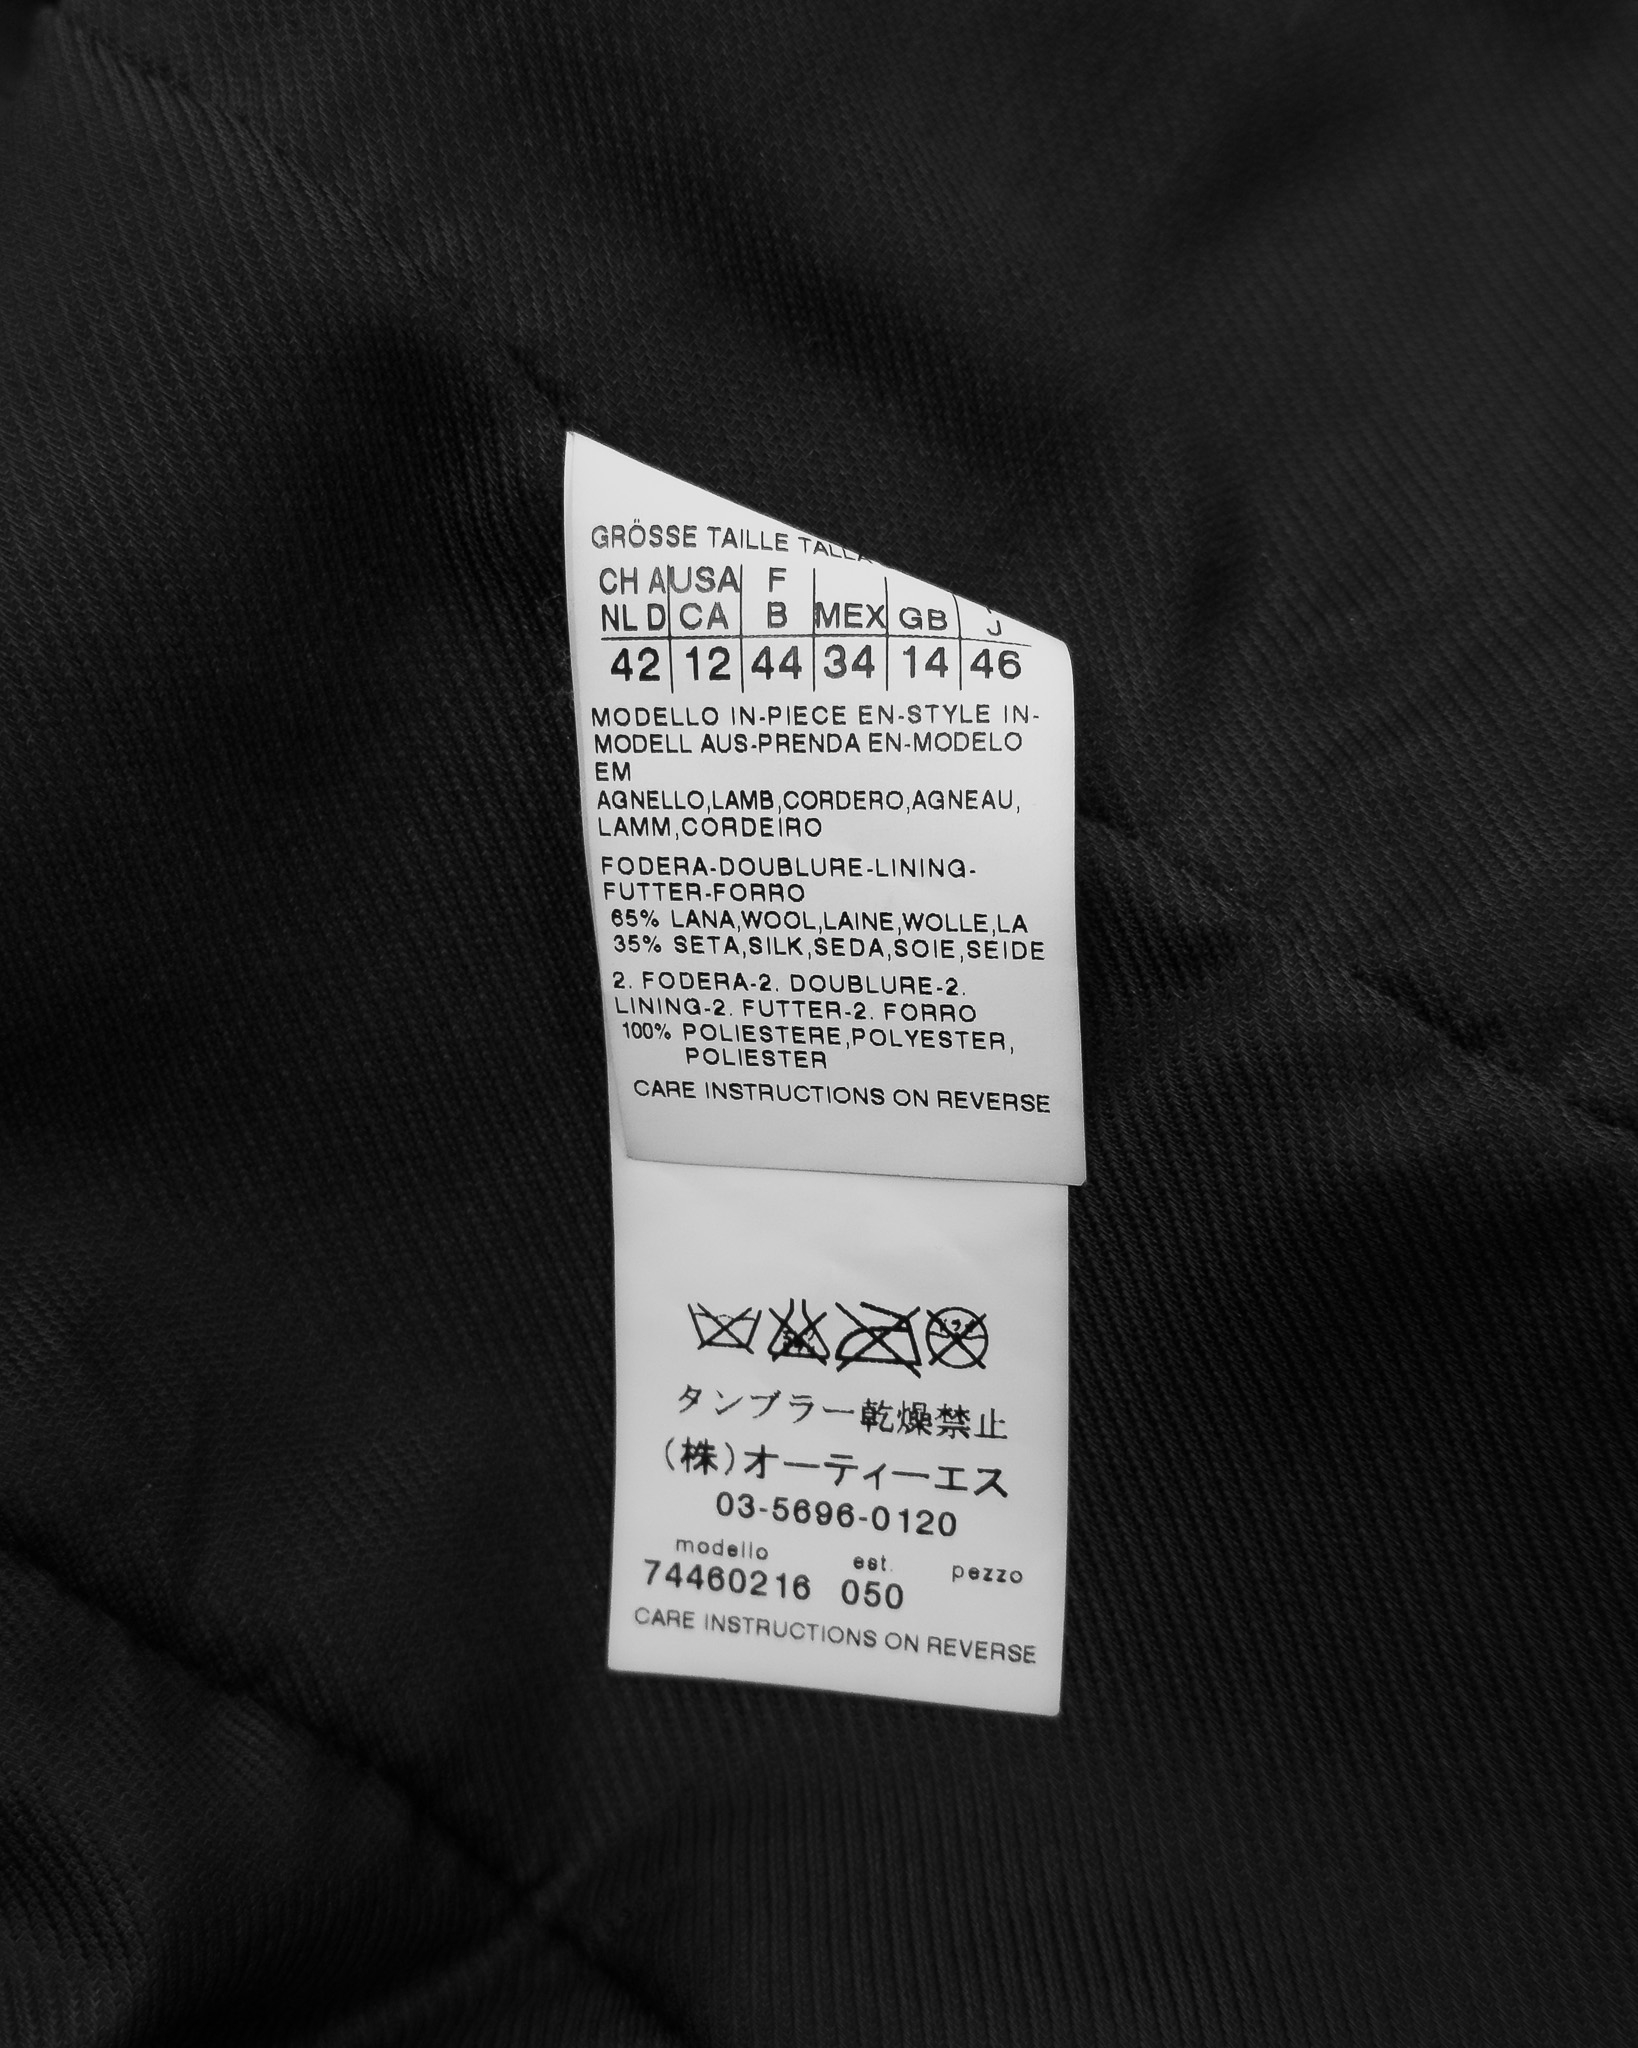 GRÖSSE TAILLE TALLA
CH A USA F
NL D CA B MEX GB J
42 12 44 34 14 46
MODELLO IN-PIECE EN-STYLE IN-
MODELL AUS-PRENDA EN-MODELO
EM
AGNELLO,LAMB,CORDERO,AGNEAU,
LAMM,CORDEIRO
FODERA-DOUBLURE-LINING-
FUTTER-FORRO
65% LANA,WOOL,LAINE,WOLLE,LA
35% SETA,SILK,SEDA,SOIE,SEIDE
2. FODERA-2. DOUBLURE-2.
LINING-2. FUTTER-2. FORRO
100% POLIESTERE,POLYESTER,
POLIESTER
CARE INSTRUCTIONS ON REVERSE
タンブラー乾燥禁止
(株)オーティーエス
03-5696-0120
modello est. pezzo
74460216 050
CARE INSTRUCTIONS ON REVERSE